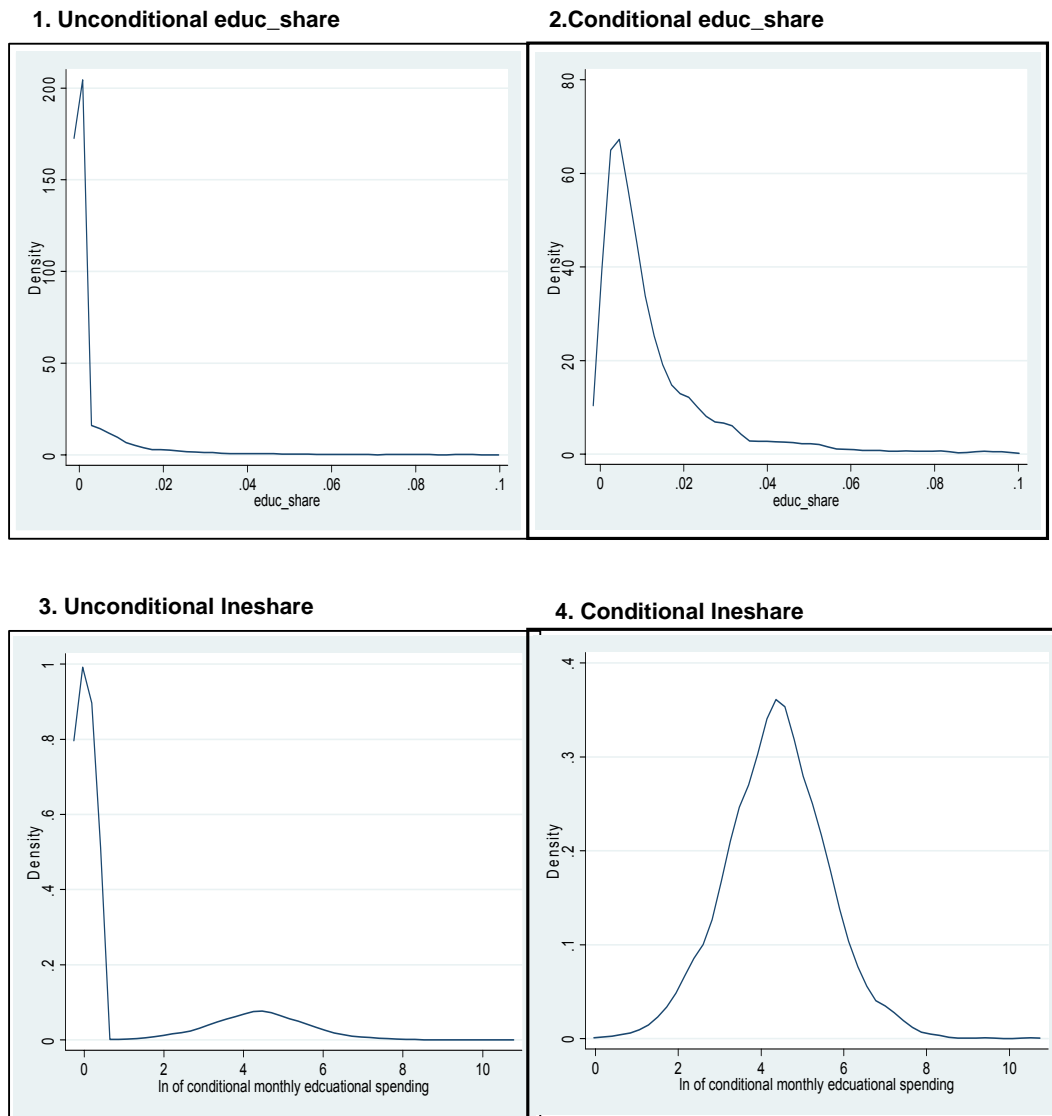 1. Unconditional educ_share
2.Conditional educ_share
200
150
100
50
0
Density
0 .02 .04 .06 .08 .1
educ_share
80
60
40
20
0
Density
0 .02 .04 .06 .08 .1
educ_share
3. Unconditional lneshare
4. Conditional lneshare
1
.8
.6
.4
.2
0
Density
0 2 4 6 8 10
ln of conditional monthly edcuational spending
.4
.3
.2
.1
0
Density
0 2 4 6 8 10
ln of conditional monthly edcuational spending